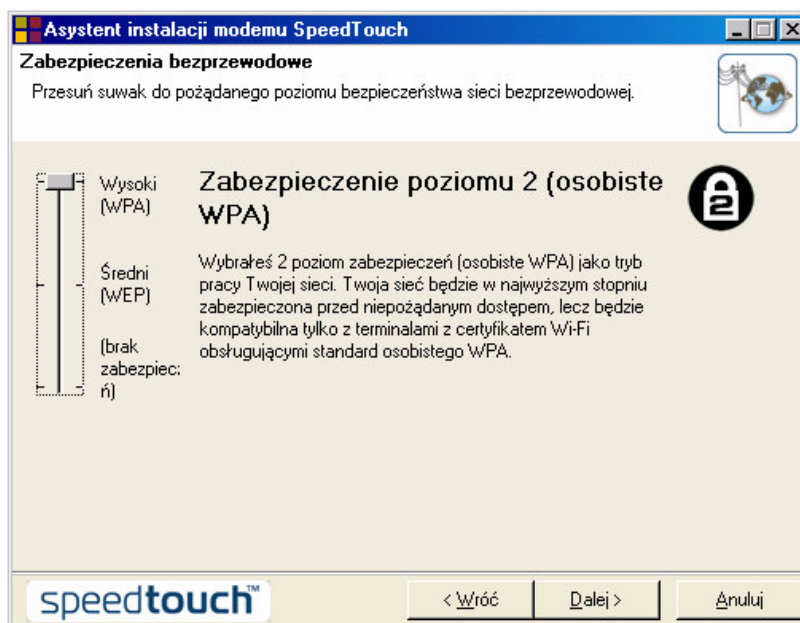 Asystent instalacji modemu SpeedTouch
Zabezpieczenia bezprzewodowe
Przesuń suwak do pożądanego poziomu bezpieczeństwa sieci bezprzewodowej.
Wysoki
(WPA)
Średni
(WEP)
(brak
zabezpiec:
ń)
Zabezpieczenie poziomu 2 (osobiste
WPA)
2
Wybrałeś 2 poziom zabezpieczeń (osobiste WPA) jako tryb
pracy Twojej sieci. Twoja sieć będzie w najwyższym stopniu
zabezpieczona przed niepożądanym dostępem, lecz będzie
kompatybilna tylko z terminalami z certyfikatem Wi-Fi
obsługującymi standard osobistego WPA.
speedtouch™
< Wróć
Dalej >
Anuluj